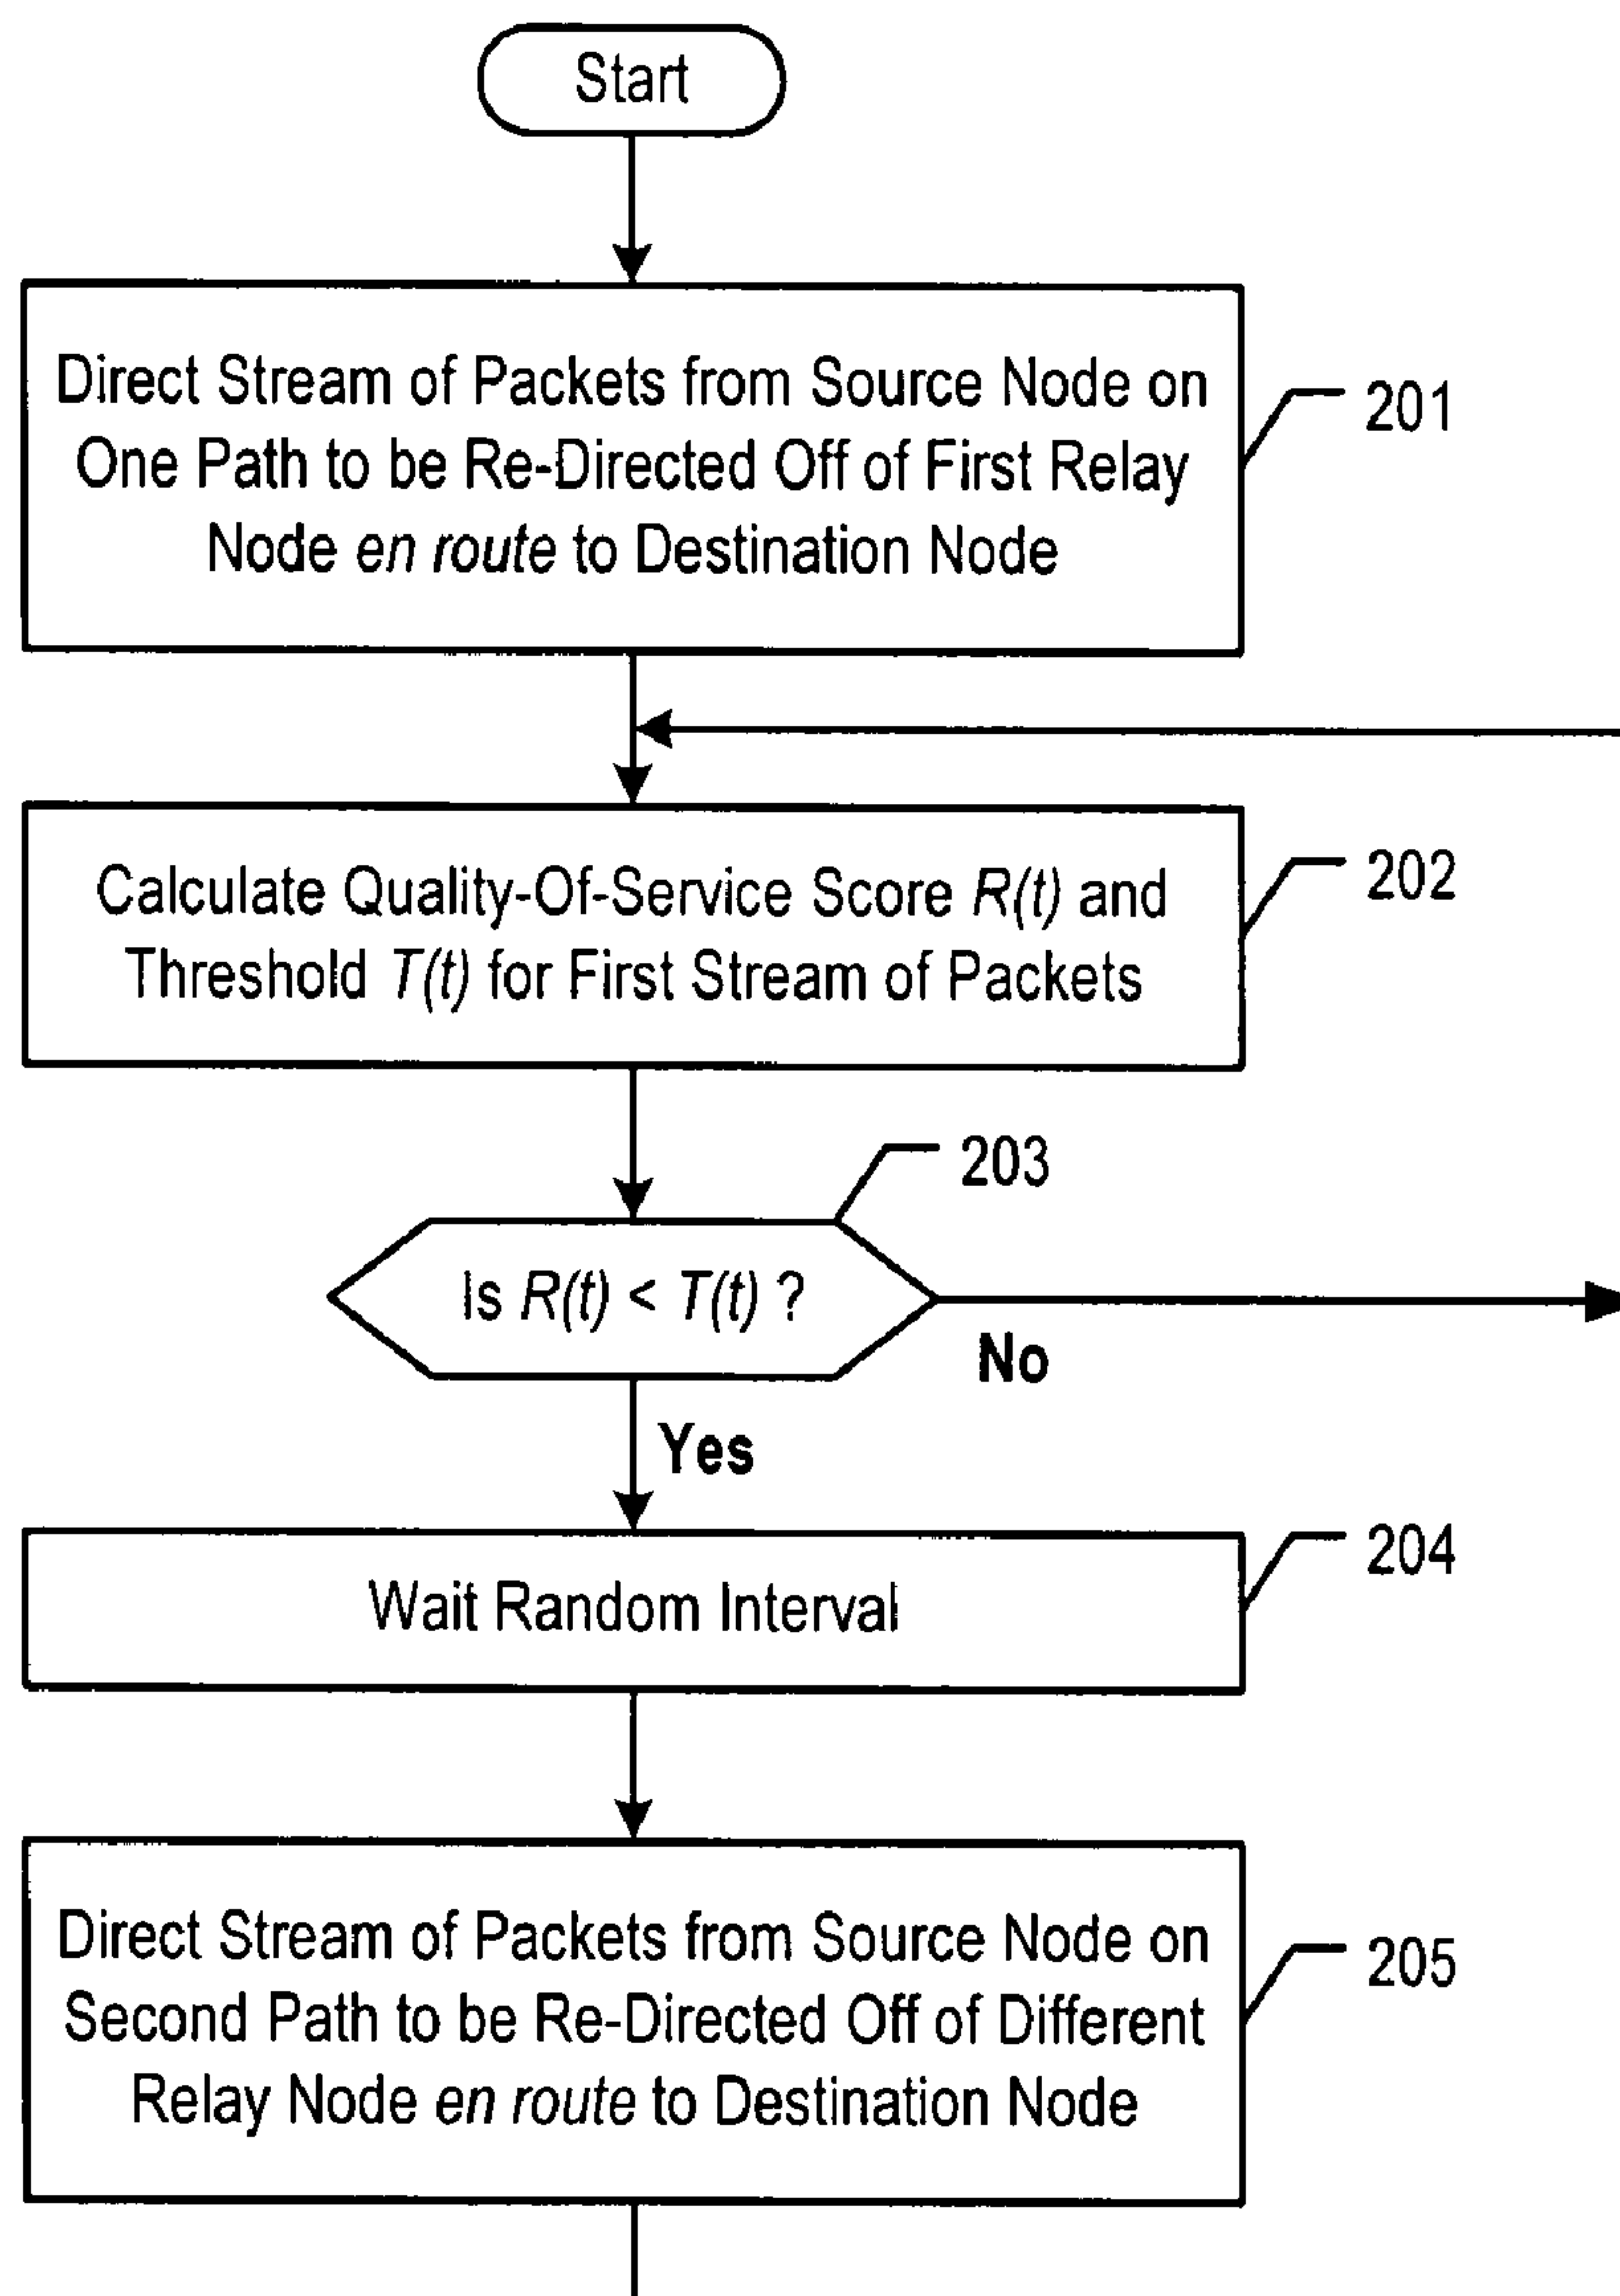 Start
Direct Stream of Packets from Source Node on
One Path to be Re-Directed Off of First Relay
Node en route to Destination Node
201
Calculate Quality-Of-Service Score R(t) and
Threshold T(t) for First Stream of Packets
202
203
Is R(t) < T(t) ?
No
Yes
Wait Random Interval
204
Direct Stream of Packets from Source Node on
Second Path to be Re-Directed Off of Different
Relay Node en route to Destination Node
205